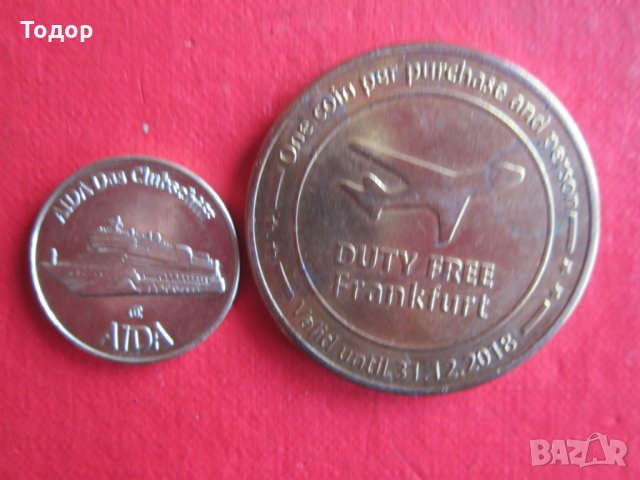 Тодор
AIDA Das Clubschiff
AIDA
One coin per purchase and person
DUTY FREE
Frankfurt
Valid until 31.12.2018
BAZAR